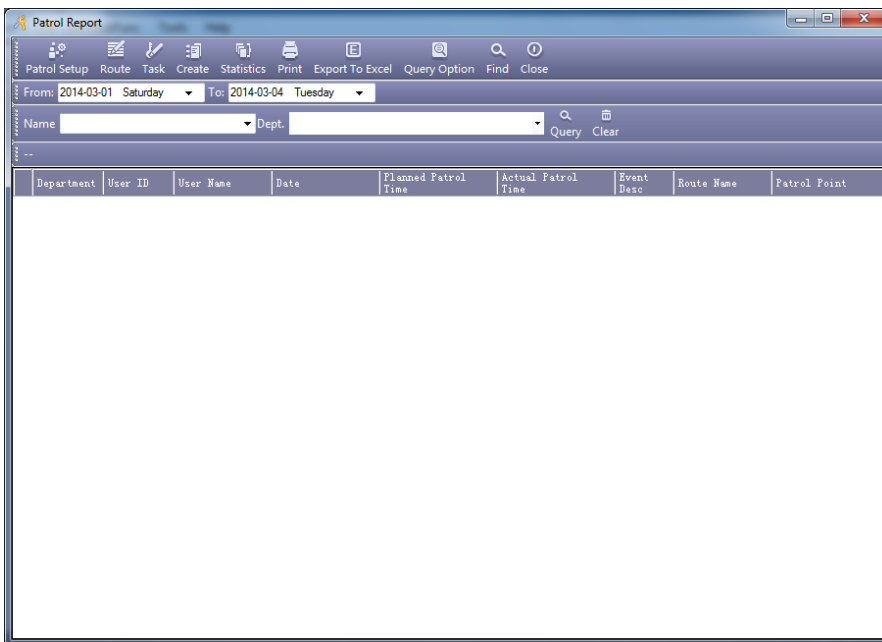 Patrol Report
Tools Help
Patrol Setup Route Task Create Statistics Print Export To Excel Query Option Find Close
From: 2014-03-01 Saturday To: 2014-03-04 Tuesday
Name Dept. Query Clear
--
Department User ID User Name Date Planned Patrol Time Actual Patrol Time Event Desc Route Name Patrol Point